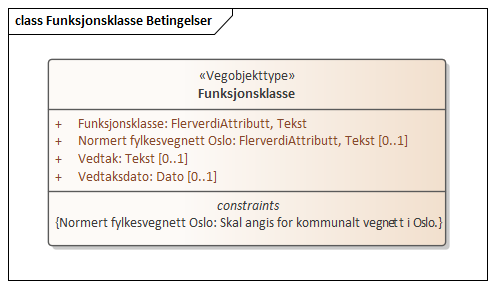 class Funksjonsklasse Betingelser
«Vegobjekttype»
Funksjonsklasse
+ Funksjonsklasse: FlerverdiAttributt, Tekst
+ Normert fylkesvegnett Oslo: FlerverdiAttributt, Tekst [0..1]
+ Vedtak: Tekst [0..1]
+ Vedtaksdato: Dato [0..1]
constraints
{Normert fylkesvegnett Oslo: Skal angis for kommunalt vegnett i Oslo.}